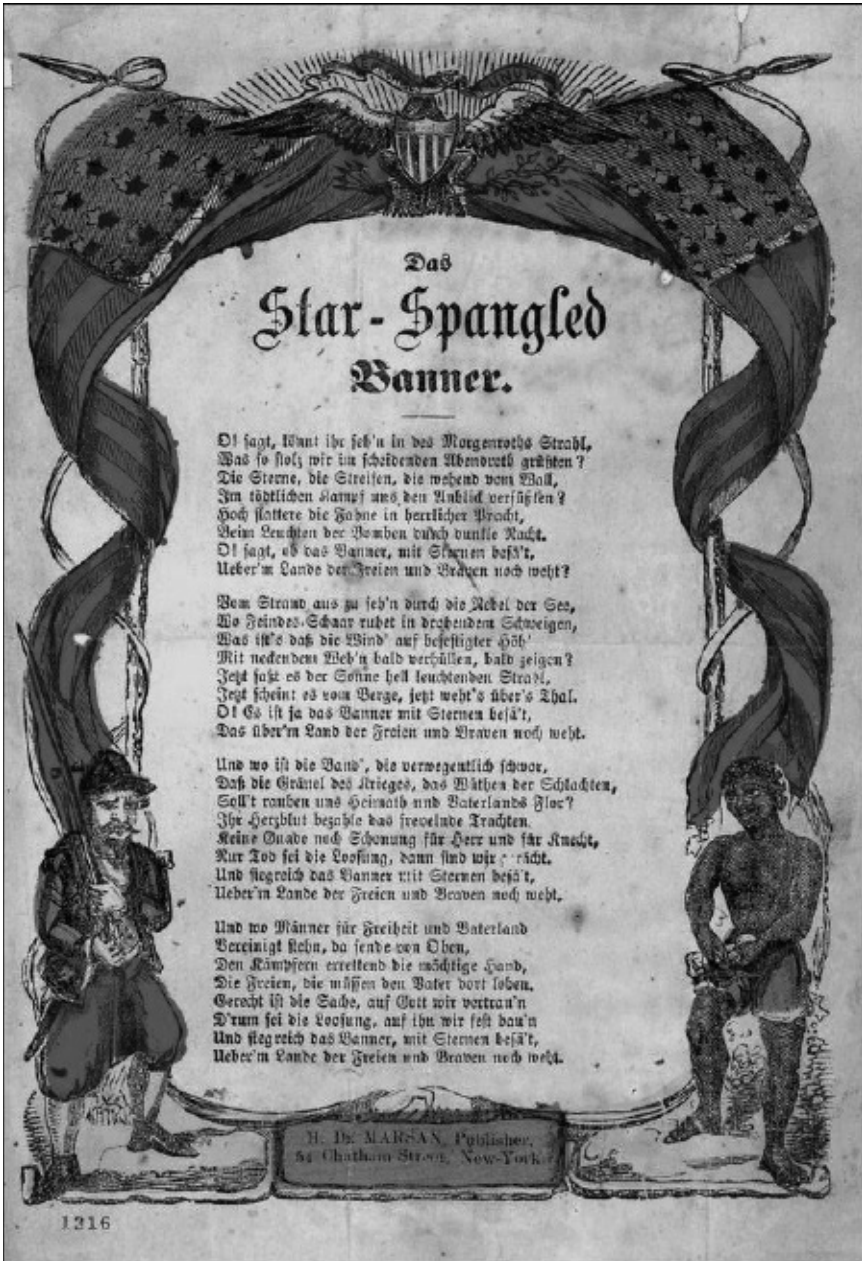 Das
Star-Spangled
Banner.
O! sagt, könnt ihr seh'n in des Morgenroths Strahl,
Was so stolz wir im scheidenden Abendroth grüßten?
Die Sterne, die Streifen, die wehend vom Wall,
Im tödtlichen Kampf uns den Anblick versüßten?
Hoch flattere die Fahne in herrlicher Pracht,
Beim Leuchten der Bomben durch dunkle Nacht.
O! sagt, ob das Banner, mit Sternen besä't,
Ueber'm Lande der Freien und Braven noch weht?
Vom Strand aus zu seh'n durch die Nebel der See,
Wo Feindes-Schaar ruhet in drohendem Schweigen,
Was ist's daß die Wind' auf befestigter Höh'
Mit neckendem Weh'n bald verhüllen, bald zeigen?
Jetzt faßt es der Sonne hell leuchtenden Strahl,
Jetzt scheint es vom Berge, jetzt weht's über's Thal.
O! Es ist ja das Banner mit Sternen besä't,
Das über'm Land der Freien und Braven noch weht.
Und wo ist die Band', die verwegentlich schwor,
Daß die Gräuel des Krieges, das Wüthen der Schlachten,
Soll't rauben uns Heimath und Vaterlands Flor?
Ihr Herzblut bezahle das frevelnde Trachten.
Keine Gnade noch Schonung für Herr und für Knecht,
Nur Tod sei die Loosung, dann sind wir
Und siegreich das Banner mit Sternen besä't,
Ueber'm Lande der Freien und Braven noch weht.
Und wo Männer für Freiheit und Vaterland
Vereinigt stehn, da sende von Oben,
Den Kämpfern errettend die mächtige Hand,
Die Freien, die müssen den Vater dort loben.
Gerecht ist die Sache, auf Gott wir vertrau'n
D'rum sei die Loosung, auf ihn wir fest bau'n
Und siegreich das Banner, mit Sternen besä't,
Ueber'm Lande der Freien und Braven noch weht.
H. De MARSAN, Publisher,
54 Chatham Street, New-York.
1316